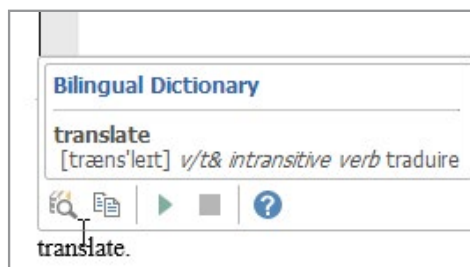 Bilingual Dictionary
translate
[træns'leɪt] v/t& intransitive verb traduire
?
translate.